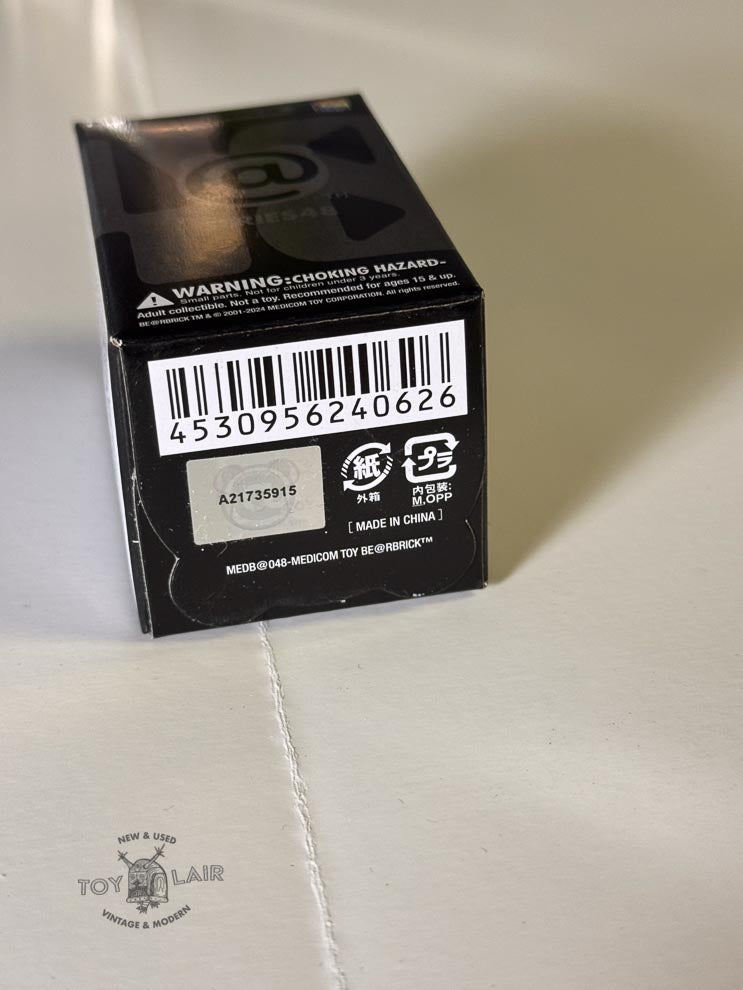 @
SERIES48
WARNING:CHOKING HAZARD-
Small parts. Not for children under 3 years.
Adult collectible. Not a toy. Recommended for ages 15 & up.
BE@RBRICK TM & © 2001-2024 MEDICOM TOY CORPORATION. All rights reserved.
4530956240626
A21735915
紙
外箱
プラ
内包装:
M,OPP
[ MADE IN CHINA ]
MEDB@048-MEDICOM TOY BE@RBRICK™
NEW & USED
TOY LAIR
VINTAGE & MODERN